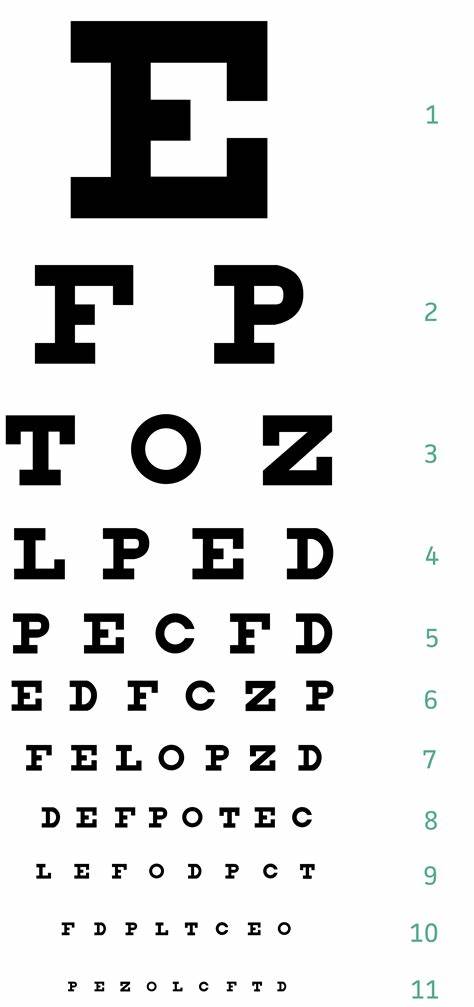 E 1
F P 2
T O Z 3
L P E D 4
P E C F D 5
E D F C Z P 6
F E L O P Z D 7
D E F P O T E C 8
L E F O D P C T 9
F D P L T C E O 10
P E Z O L C F T D 11